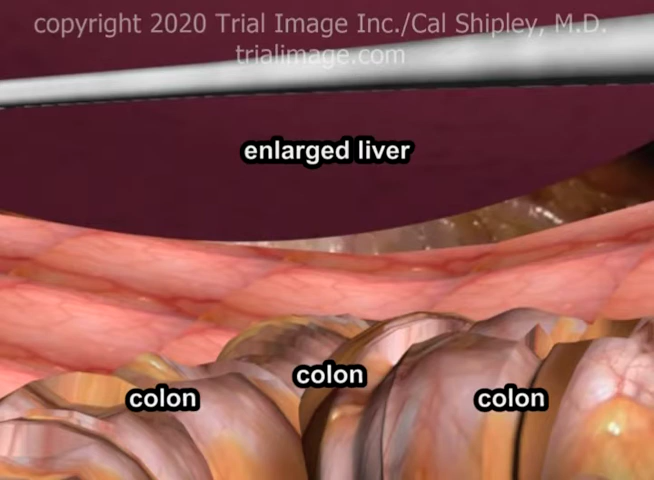 copyright 2020 Trial Image Inc./Cal Shipley, M.D.
trialimage.com
enlarged liver
colon
colon
colon